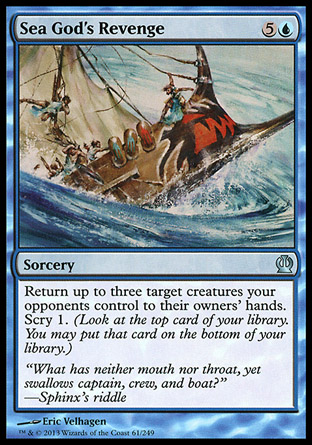 Sea God's Revenge 5
Sorcery
Return up to three target creatures your
opponents control to their owners' hands.
Scry 1. (Look at the top card of your library.
You may put that card on the bottom of your
library.)
“What has neither mouth nor throat, yet
swallows captain, crew, and boat?”
—Sphinx's riddle
Eric Velhagen
™ & © 2013 Wizards of the Coast 61/249